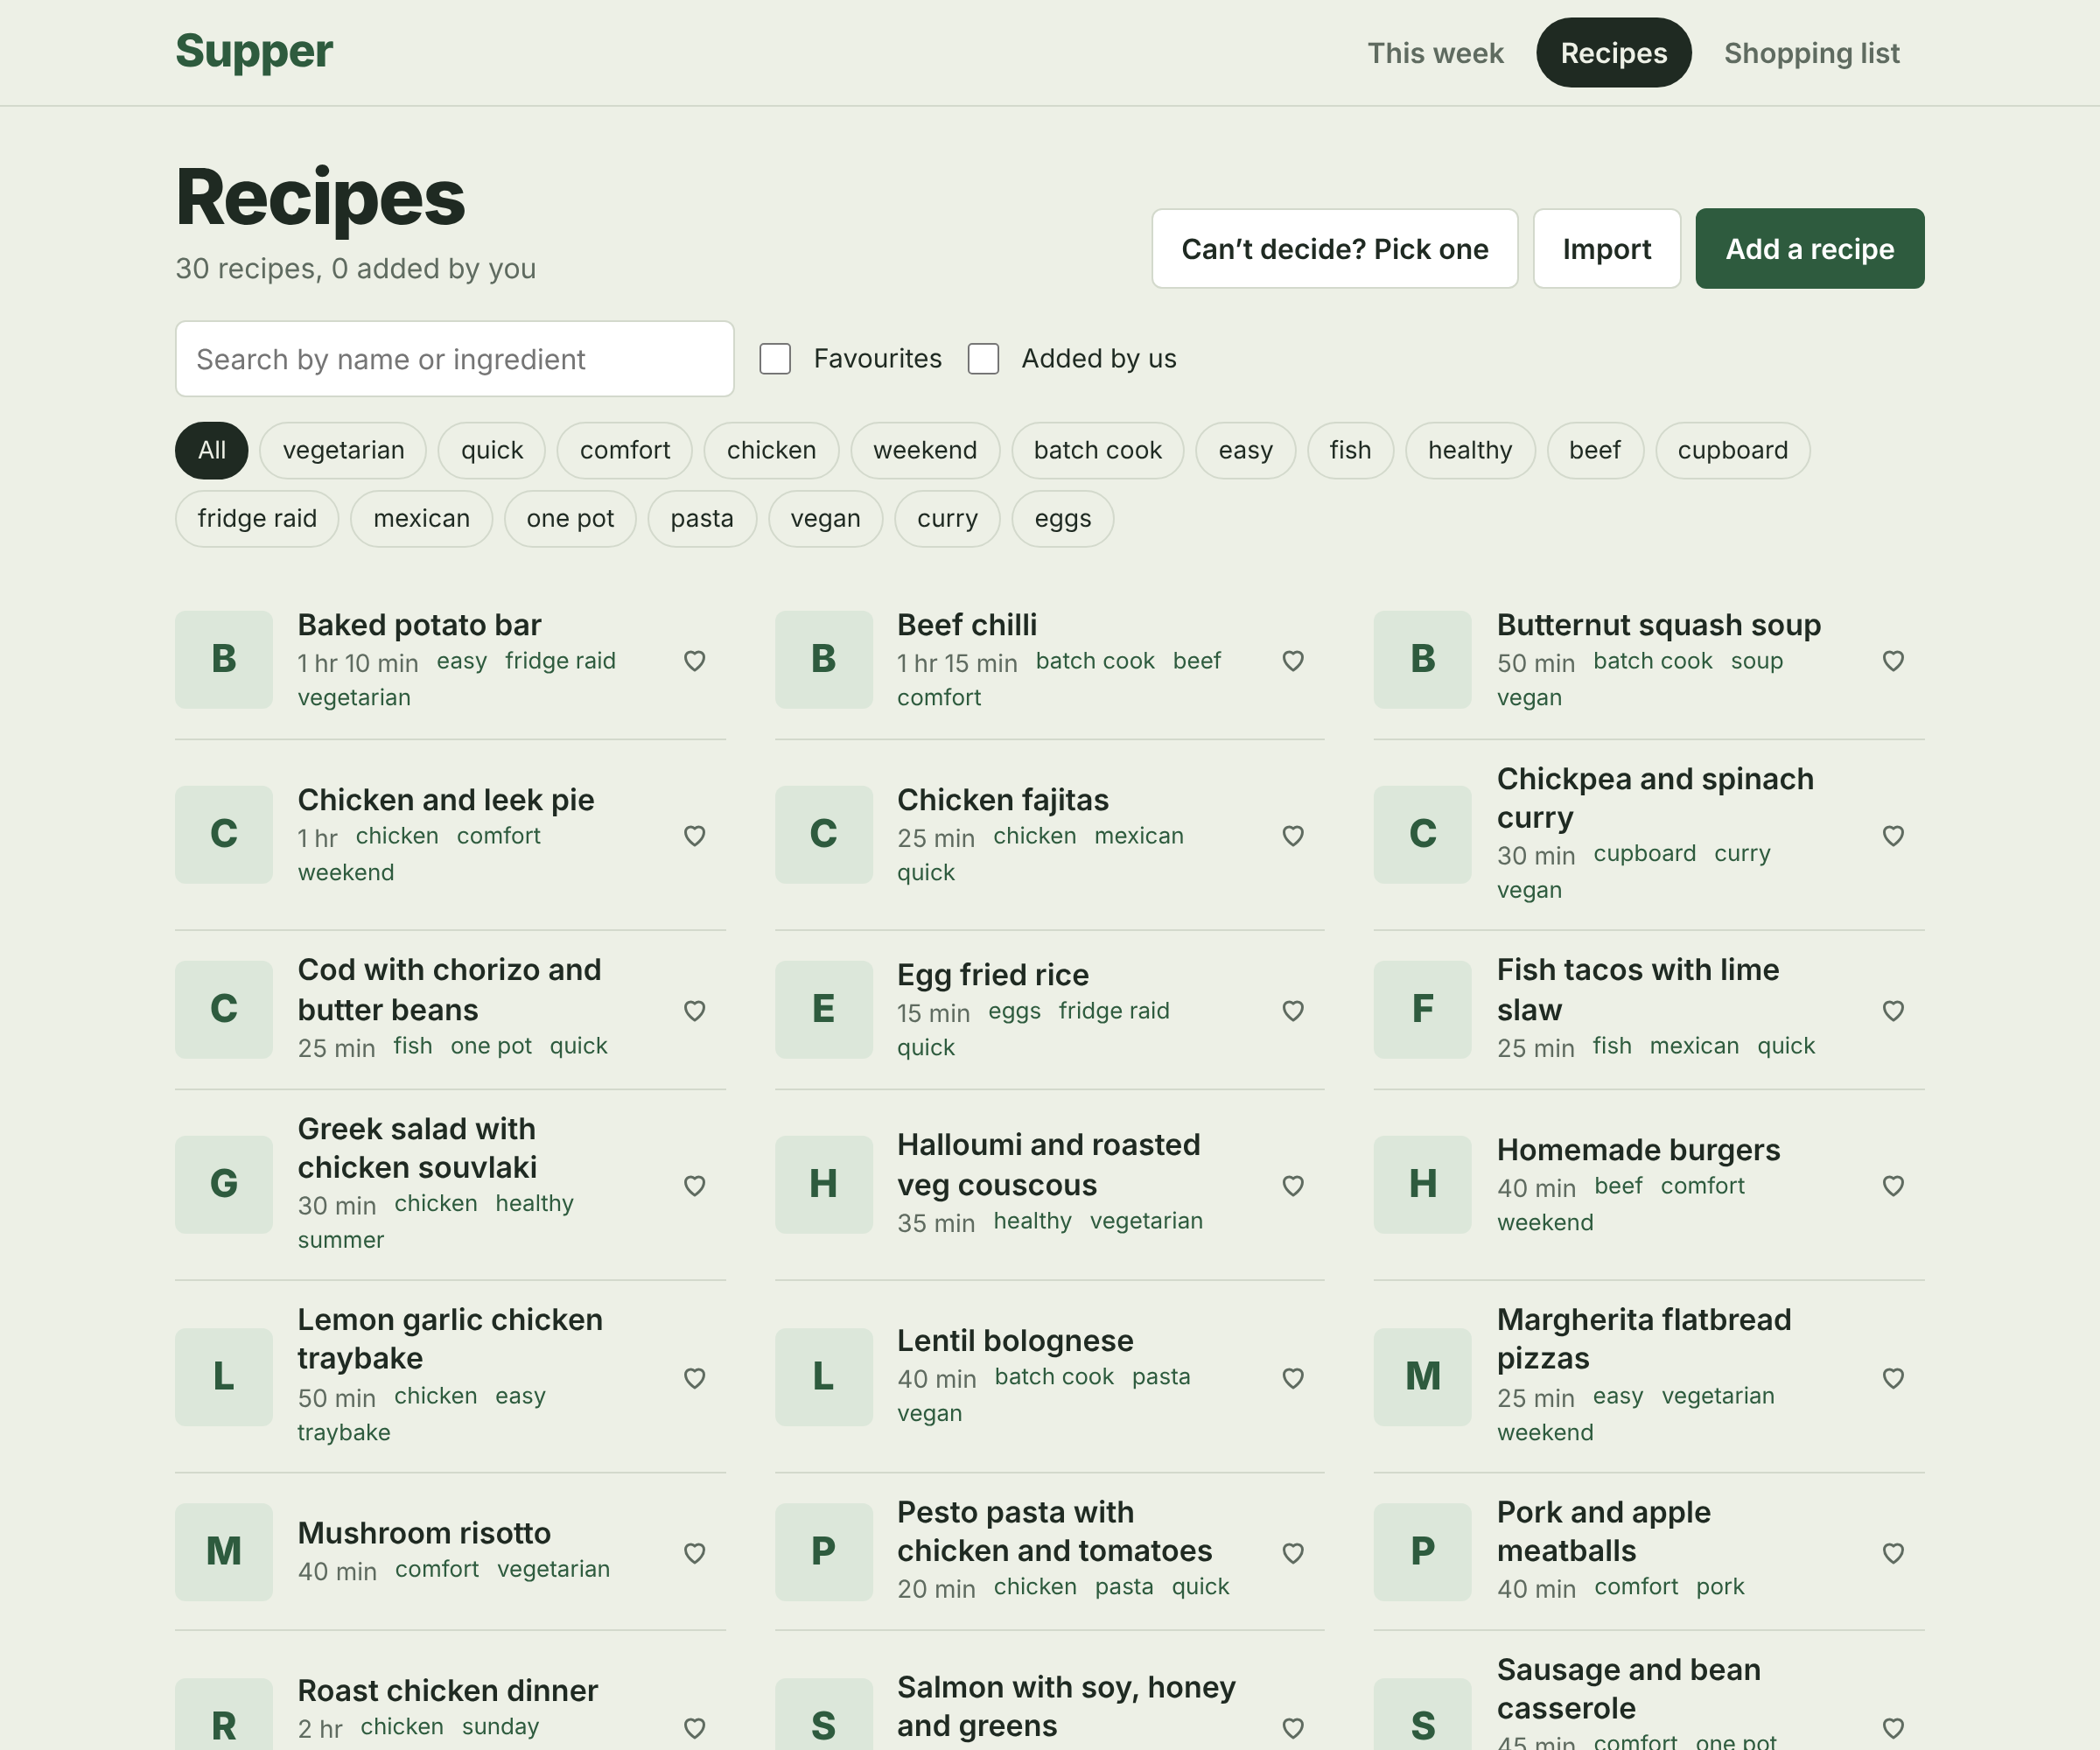 Supper
This week
Recipes
Shopping list
Recipes
30 recipes, 0 added by you
Can’t decide? Pick one
Import
Add a recipe
Search by name or ingredient
Favourites
Added by us
All vegetarian quick comfort chicken weekend batch cook easy fish healthy beef cupboard
fridge raid mexican one pot pasta vegan curry eggs
B
Baked potato bar
1 hr 10 min easy fridge raid
vegetarian
B
Beef chilli
1 hr 15 min batch cook beef
comfort
B
Butternut squash soup
50 min batch cook soup
vegan
C
Chicken and leek pie
1 hr chicken comfort
weekend
C
Chicken fajitas
25 min chicken mexican
quick
C
Chickpea and spinach
curry
30 min cupboard curry
vegan
C
Cod with chorizo and
butter beans
25 min fish one pot quick
E
Egg fried rice
15 min eggs fridge raid
quick
F
Fish tacos with lime
slaw
25 min fish mexican quick
G
Greek salad with
chicken souvlaki
30 min chicken healthy
summer
H
Halloumi and roasted
veg couscous
35 min healthy vegetarian
H
Homemade burgers
40 min beef comfort
weekend
L
Lemon garlic chicken
traybake
50 min chicken easy
traybake
L
Lentil bolognese
40 min batch cook pasta
vegan
M
Margherita flatbread
pizzas
25 min easy vegetarian
weekend
M
Mushroom risotto
40 min comfort vegetarian
P
Pesto pasta with
chicken and tomatoes
20 min chicken pasta quick
P
Pork and apple
meatballs
40 min comfort pork
R
Roast chicken dinner
2 hr chicken sunday
S
Salmon with soy, honey
and greens
S
Sausage and bean
casserole
45 min comfort one pot